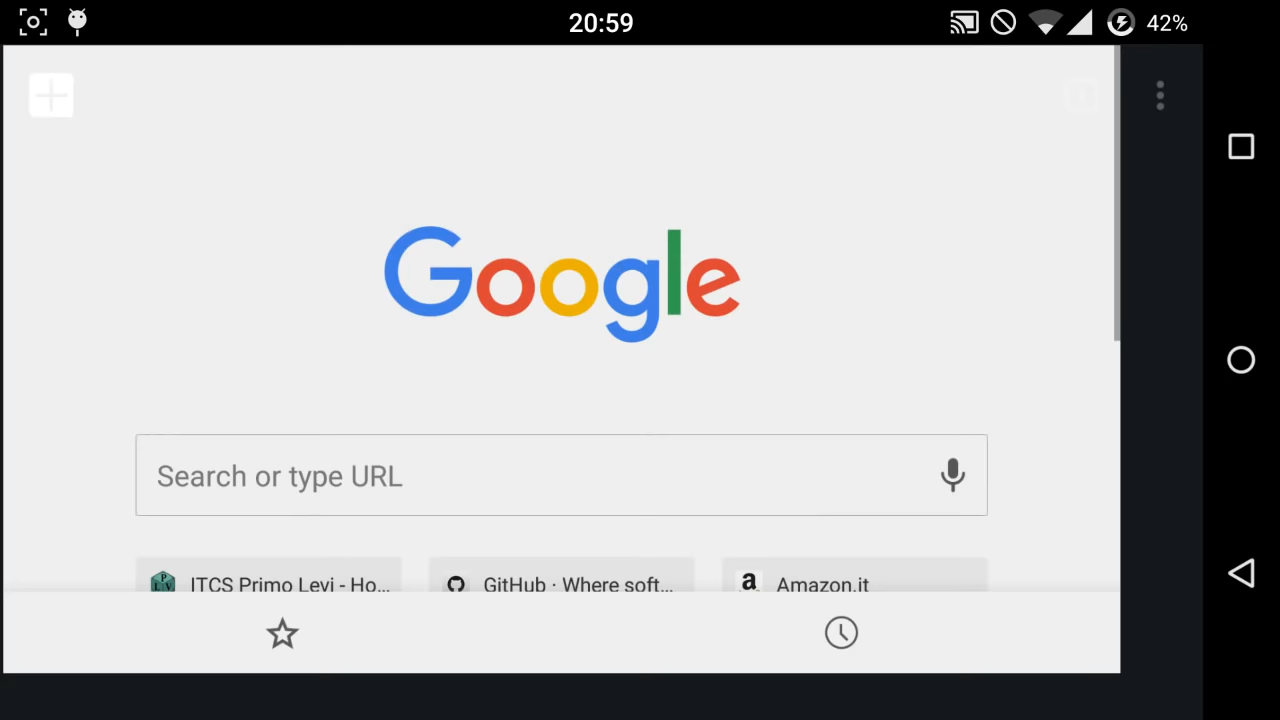 20:59
42%
Google
Search or type URL
ITCS Primo Levi - Ho...
GitHub · Where soft...
Amazon.it